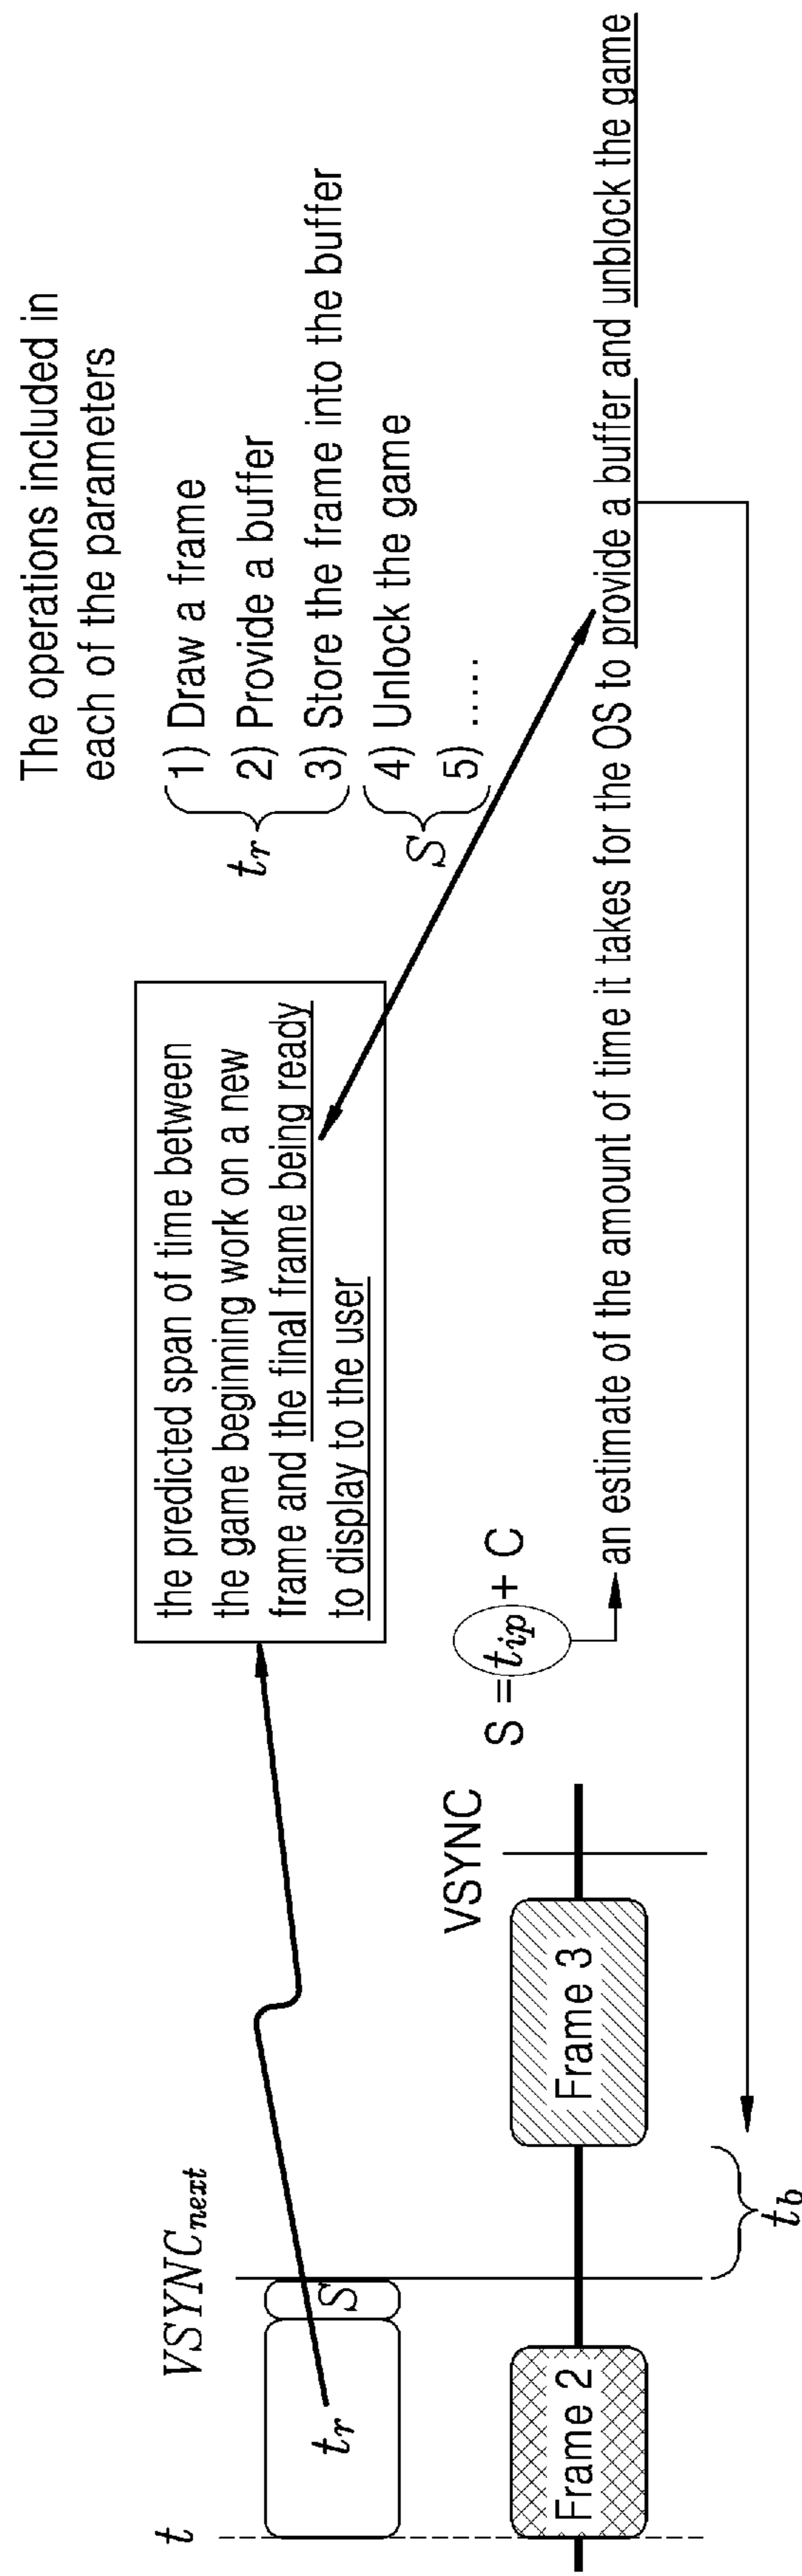 The operations included in
each of the parameters
1) Draw a frame
2) Provide a buffer
3) Store the frame into the buffer
4) Unlock the game
5) .....
t_r
S
the predicted span of time between
the game beginning work on a new
frame and the final frame being ready
to display to the user
S = t_ip + C
an estimate of the amount of time it takes for the OS to provide a buffer and unblock the game
t
VSYNC_next
t_r
S
VSYNC
Frame 2
Frame 3
t_b